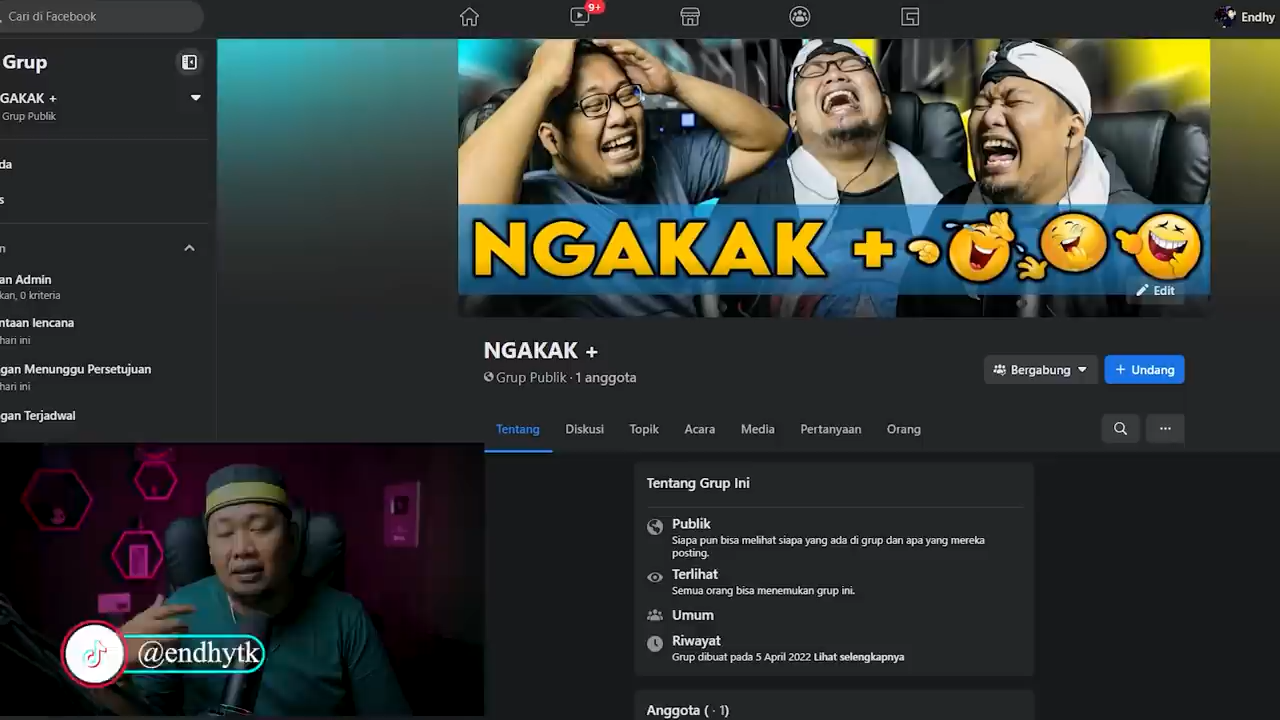 Cari di Facebook
9+
Endhy
Grup
GAKAK +
Grup Publik
da
s
n
an Admin
kan, 0 kriteria
ntaan lencana
hari ini
gan Menunggu Persetujuan
hari ini
gan Terjadwal
NGAKAK +
Edit
NGAKAK +
Grup Publik · 1 anggota
Bergabung
+ Undang
Tentang
Diskusi
Topik
Acara
Media
Pertanyaan
Orang
Tentang Grup Ini
Publik
Siapa pun bisa melihat siapa yang ada di grup dan apa yang mereka
posting.
Terlihat
Semua orang bisa menemukan grup ini.
Umum
Riwayat
Grup dibuat pada 5 April 2022 Lihat selengkapnya
Anggota ( · 1)
@endhytk